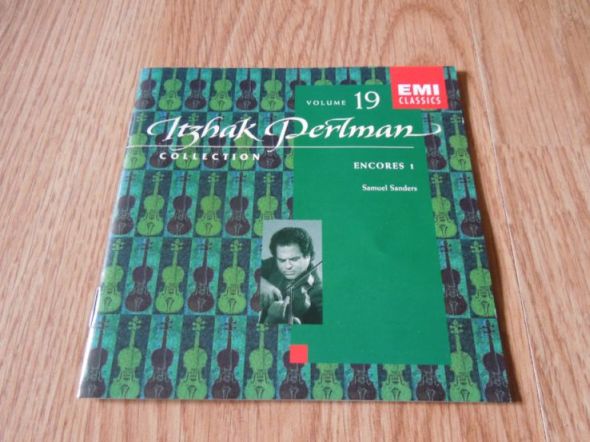 VOLUME 19
EMI
CLASSICS
Itzhak Perlman
COLLECTION
ENCORES 1
Samuel Sanders